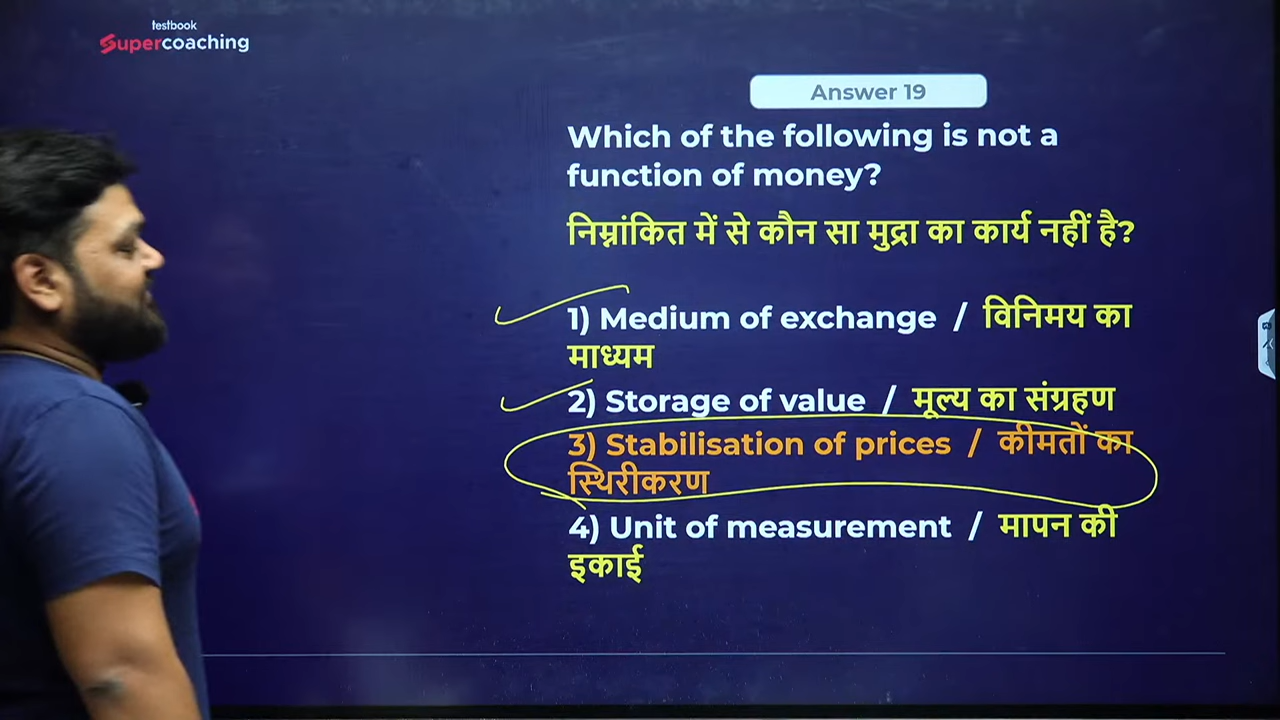 testbook
Supercoaching
Answer 19
Which of the following is not a
function of money?
निम्नांकित में से कौन सा मुद्रा का कार्य नहीं है?
1) Medium of exchange / विनिमय का
माध्यम
2) Storage of value / मूल्य का संग्रहण
3) Stabilisation of prices / कीमतों का
स्थिरीकरण
4) Unit of measurement / मापन की
इकाई